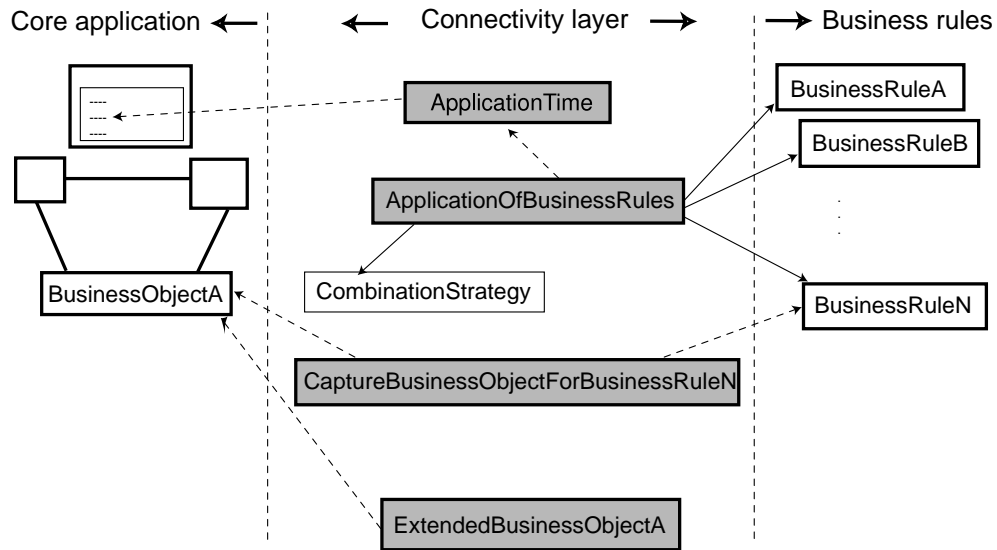 Core application
Connectivity layer
Business rules
----
----
----
ApplicationTime
BusinessRuleA
BusinessRuleB
ApplicationOfBusinessRules
.
.
.
BusinessObjectA
CombinationStrategy
BusinessRuleN
CaptureBusinessObjectForBusinessRuleN
ExtendedBusinessObjectA